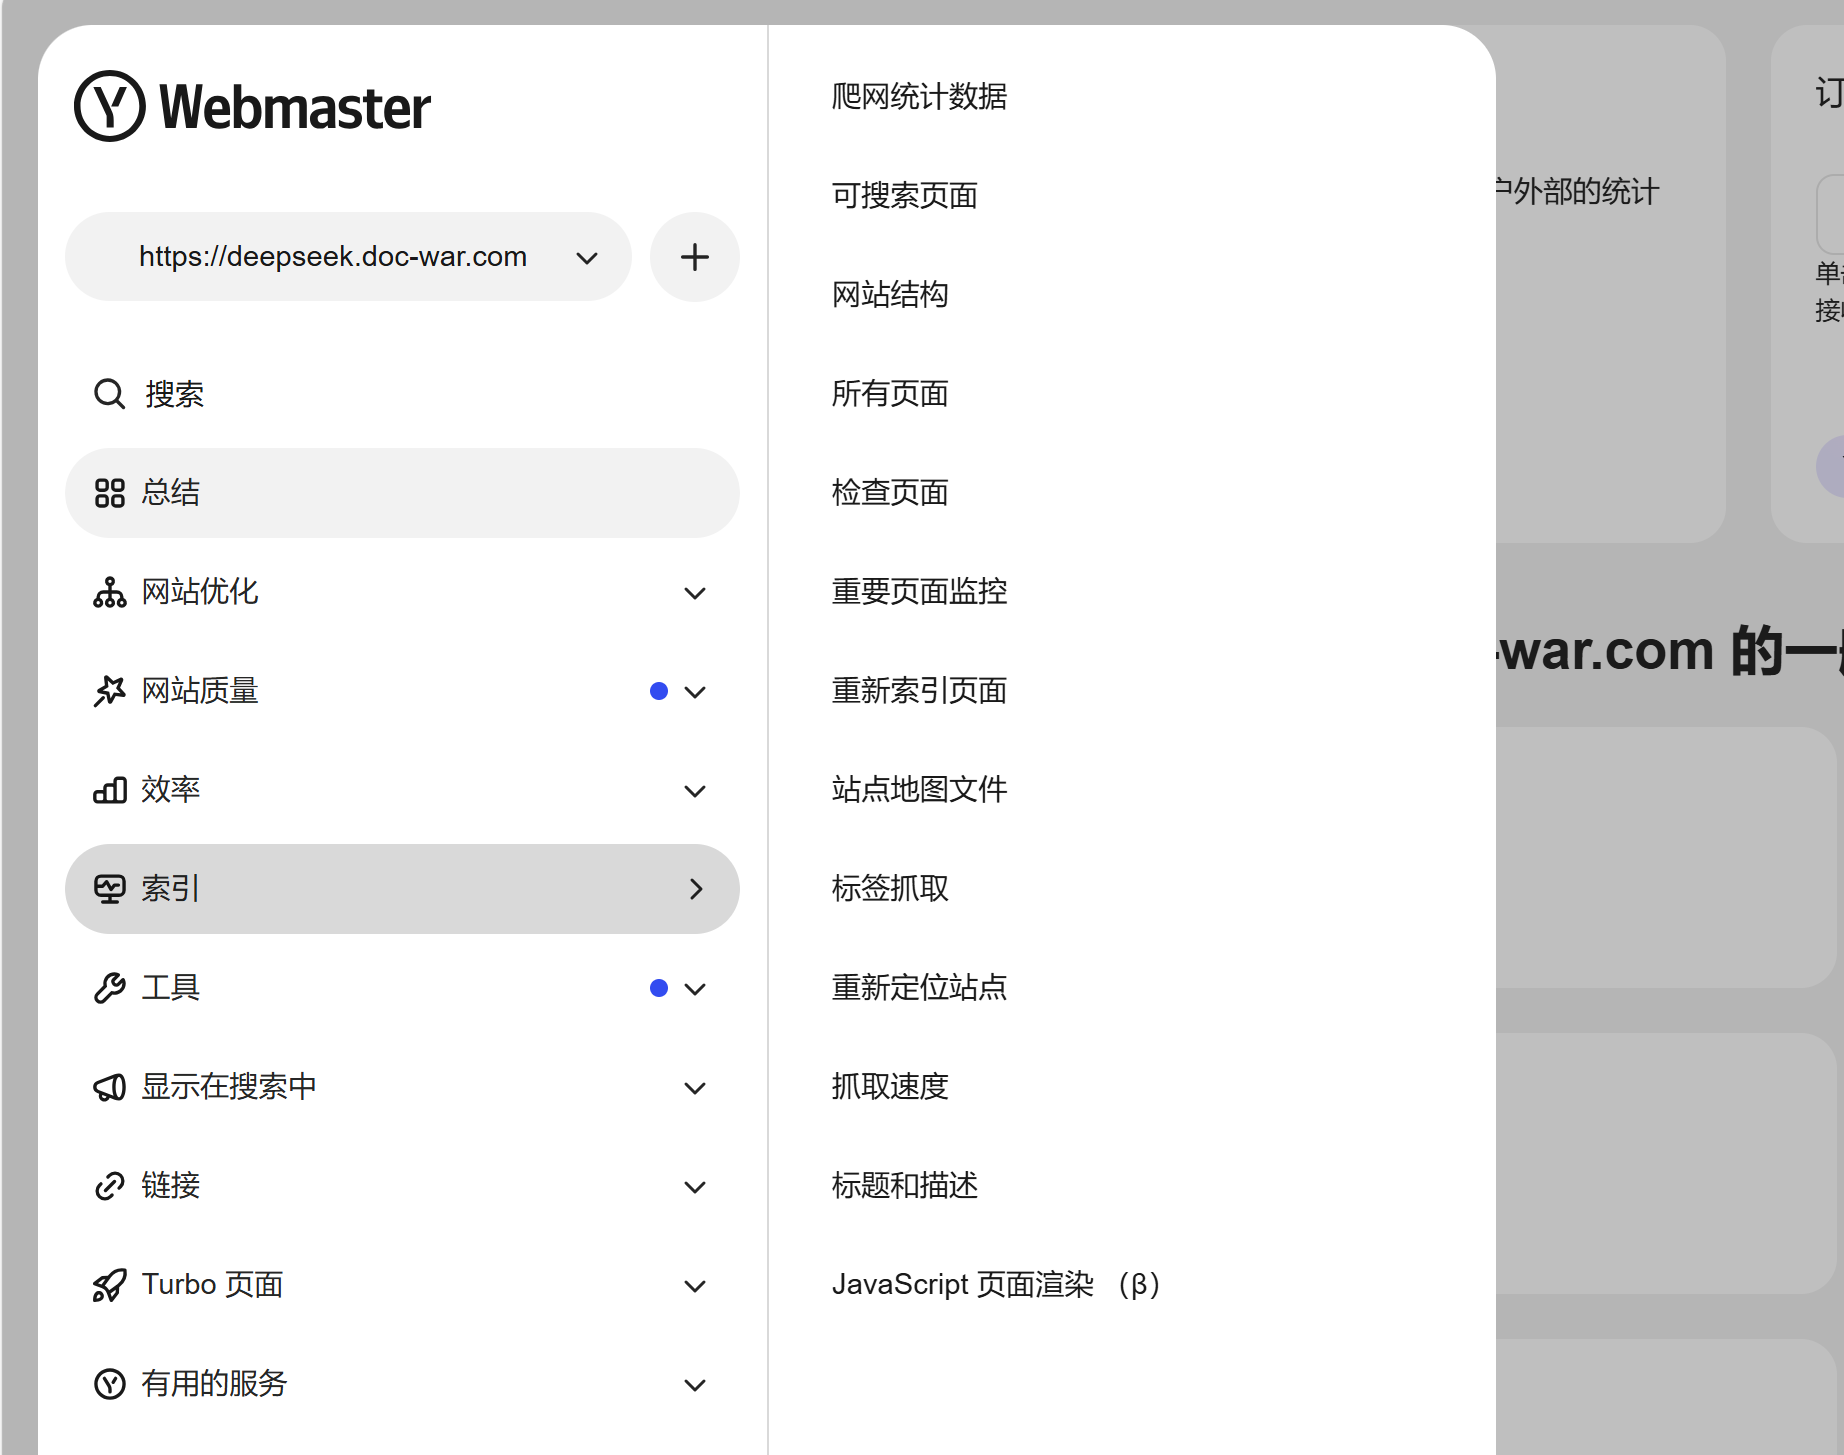 Webmaster
https://deepseek.doc-war.com
搜索
总结
网站优化
网站质量
效率
索引
工具
显示在搜索中
链接
Turbo 页面
有用的服务
爬网统计数据
可搜索页面
网站结构
所有页面
检查页面
重要页面监控
重新索引页面
站点地图文件
标签抓取
重新定位站点
抓取速度
标题和描述
JavaScript 页面渲染 （β）
外部的统计
-war.com 的一
订
单
接